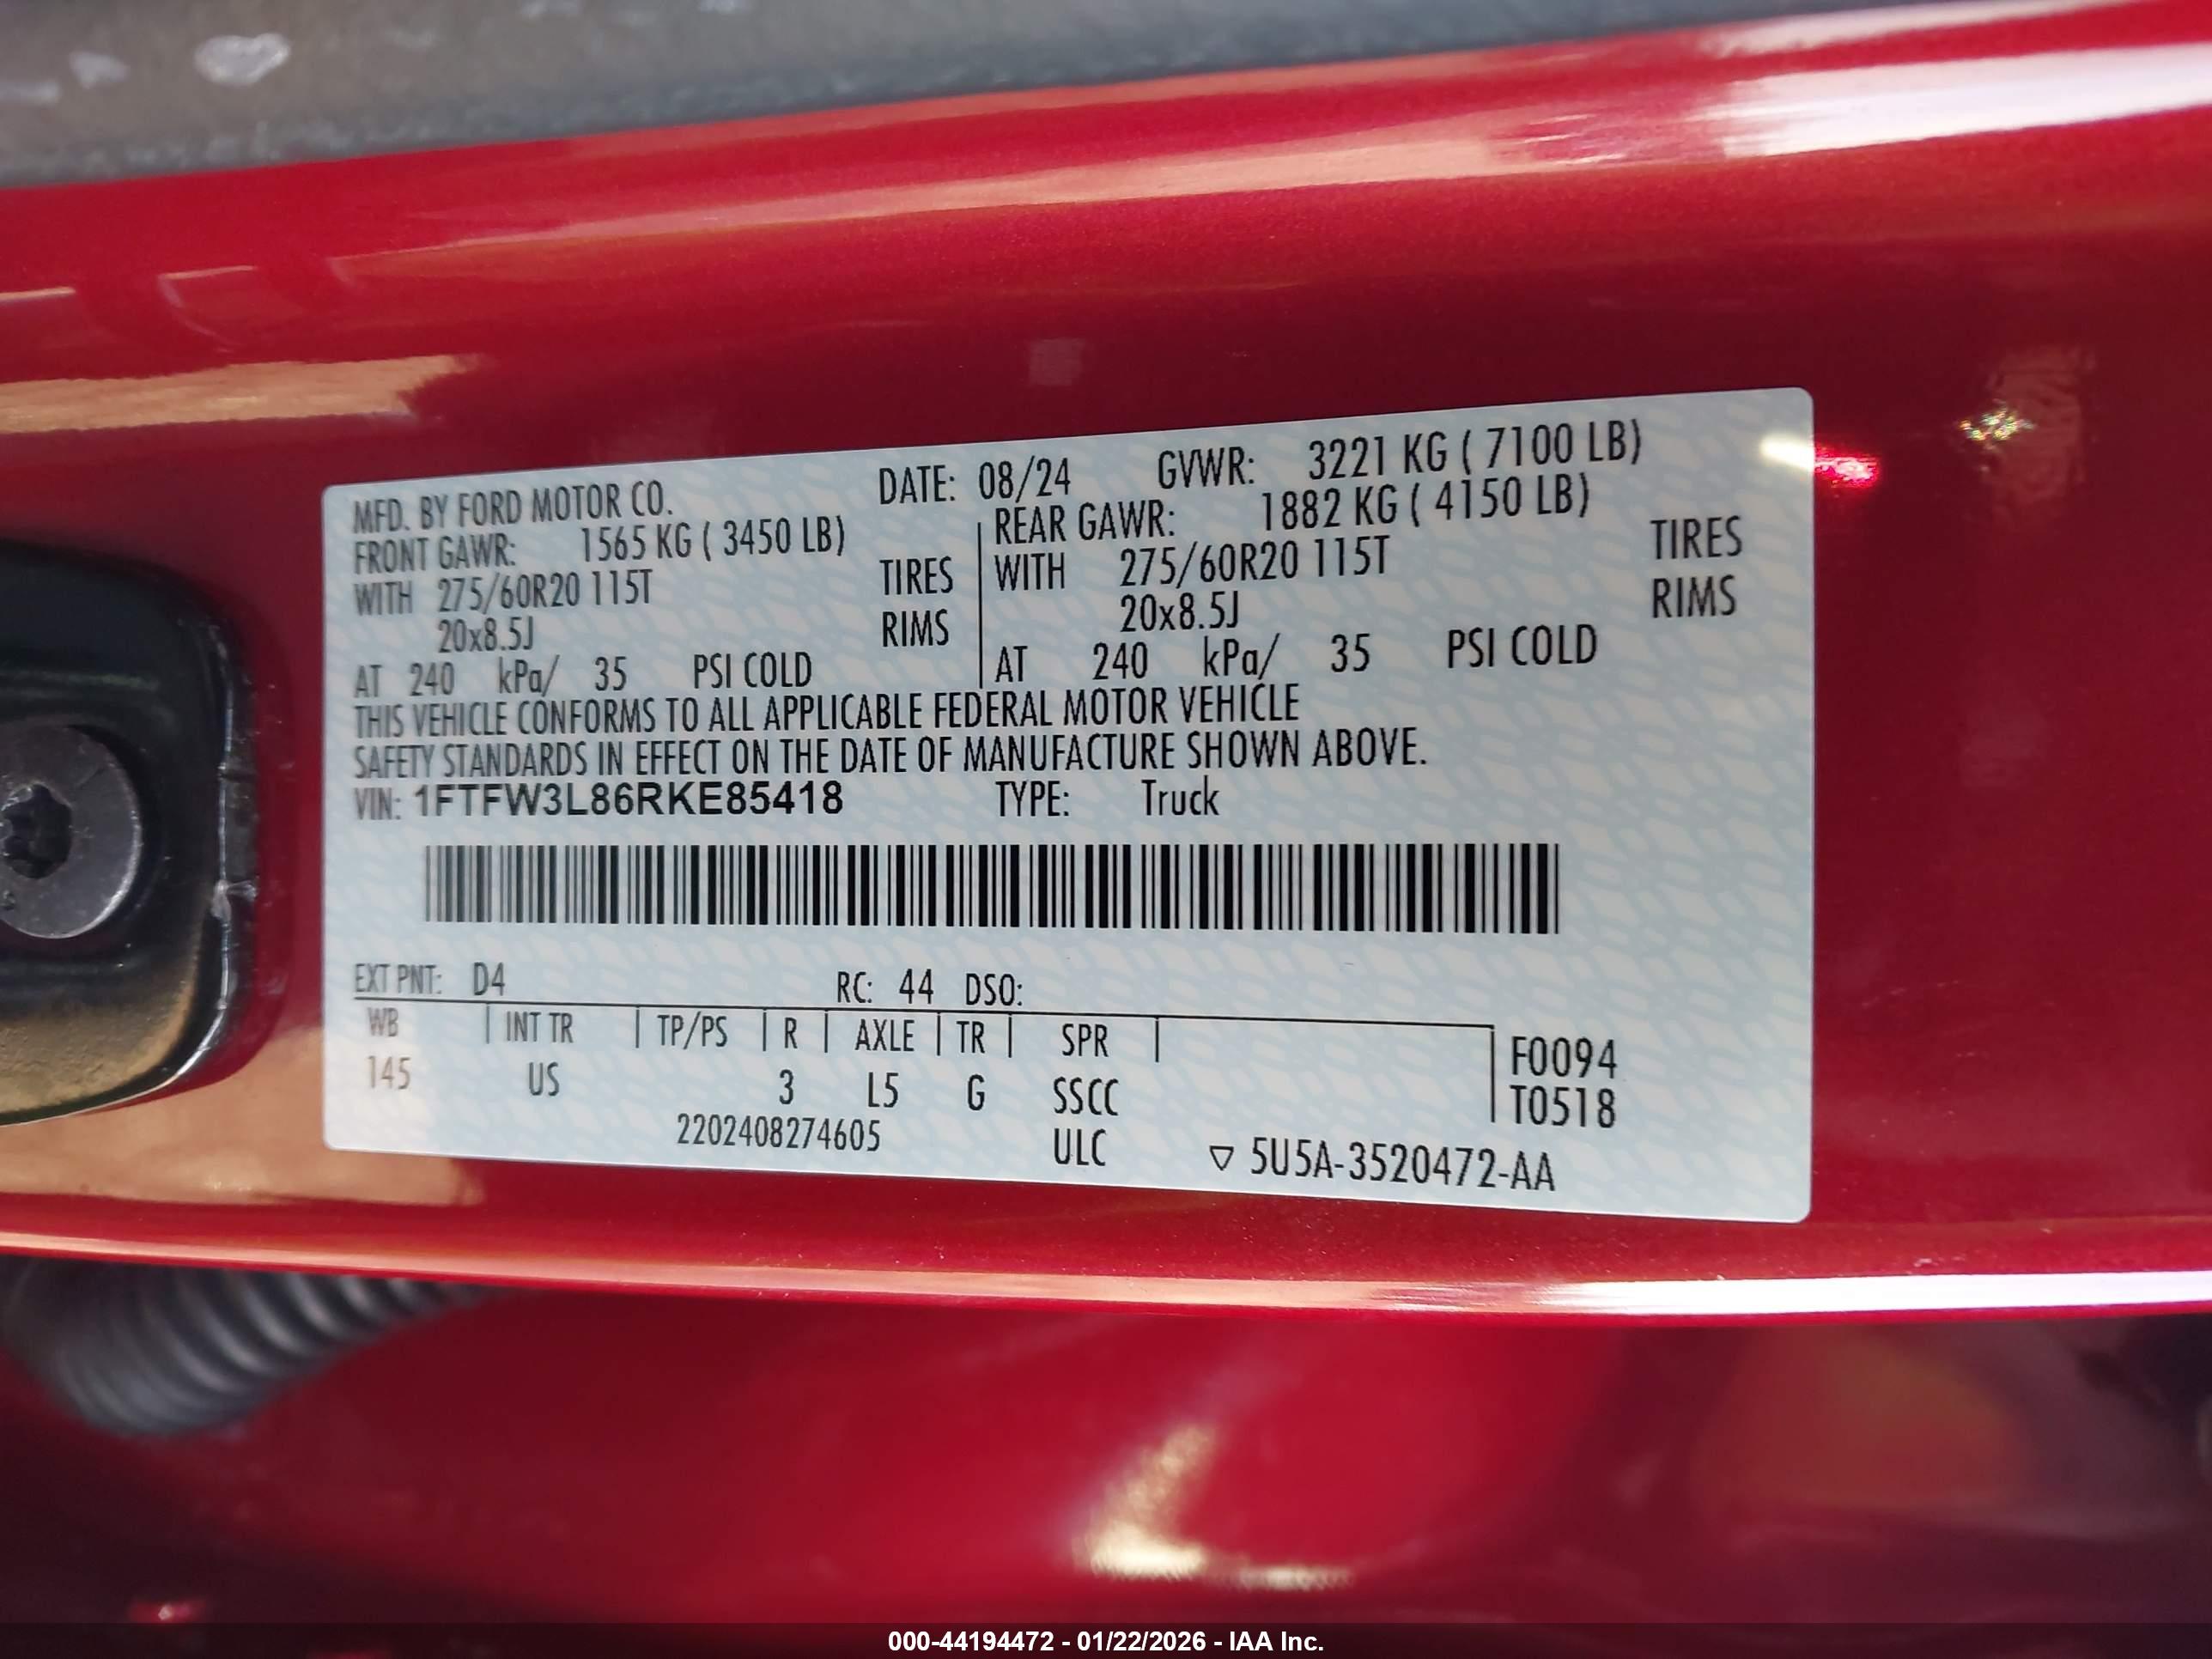 MFD. BY FORD MOTOR CO. DATE: 08/24 GVWR: 3221 KG ( 7100 LB)
FRONT GAWR: 1565 KG ( 3450 LB) REAR GAWR: 1882 KG ( 4150 LB)
WITH 275/60R20 115T TIRES WITH 275/60R20 115T TIRES
20x8.5J RIMS 20x8.5J RIMS
AT 240 kPa/ 35 PSI COLD AT 240 kPa/ 35 PSI COLD
THIS VEHICLE CONFORMS TO ALL APPLICABLE FEDERAL MOTOR VEHICLE
SAFETY STANDARDS IN EFFECT ON THE DATE OF MANUFACTURE SHOWN ABOVE.
VIN: 1FTFW3L86RKE85418 TYPE: Truck
EXT PNT: D4 RC: 44 DSO:
WB | INT TR | TP/PS | R | AXLE | TR | SPR | F0094
145 US 3 L5 G SSCC T0518
2202408274605 ULC ▽ 5U5A-3520472-AA
000-44194472 - 01/22/2026 - IAA Inc.